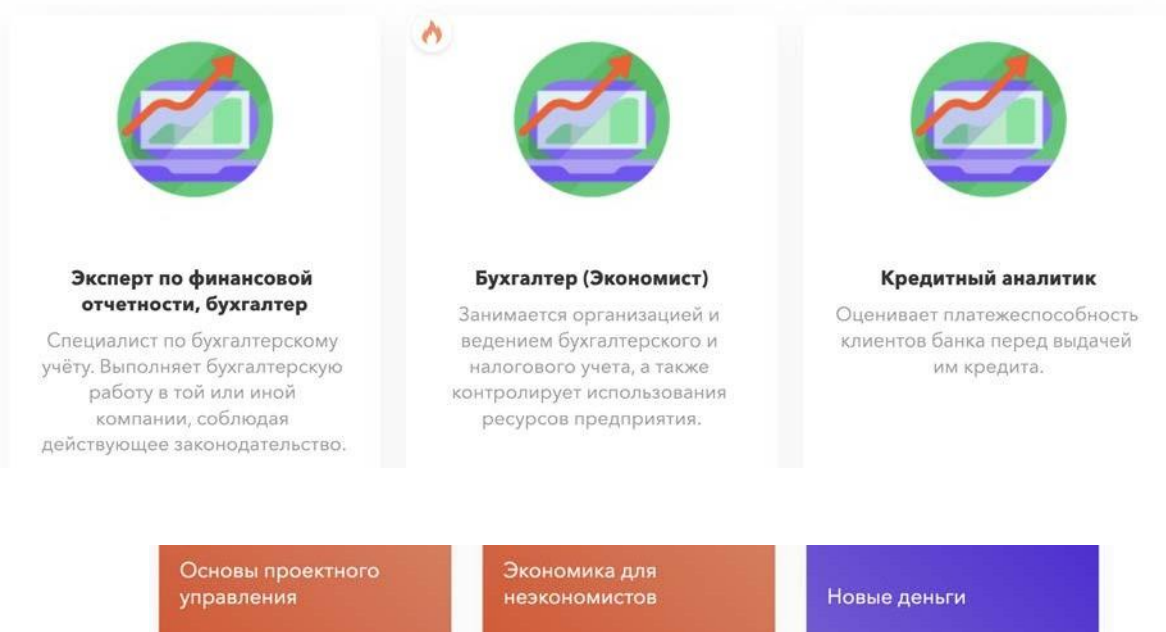 Эксперт по финансовой
отчетности, бухгалтер
Специалист по бухгалтерскому
учёту. Выполняет бухгалтерскую
работу в той или иной
компании, соблюдая
действующее законодательство.
Бухгалтер (Экономист)
Занимается организацией и
ведением бухгалтерского и
налогового учета, а также
контролирует использования
ресурсов предприятия.
Кредитный аналитик
Оценивает платежеспособность
клиентов банка перед выдачей
им кредита.
Основы проектного
управления
Экономика для
неэкономистов
Новые деньги